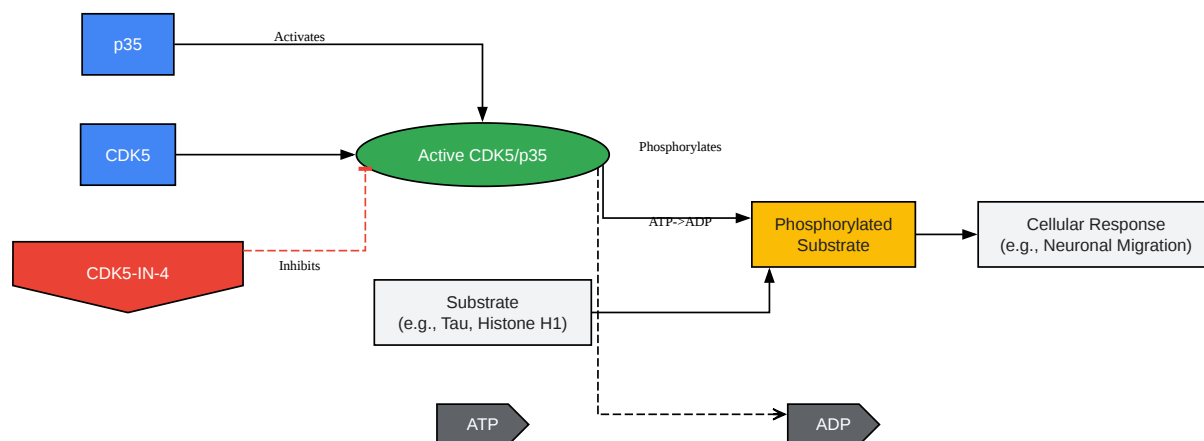 p35
Activates
CDK5
Active CDK5/p35
Phosphorylates
ATP->ADP
Phosphorylated
Substrate
Cellular Response
(e.g., Neuronal Migration)
CDK5-IN-4
Inhibits
Substrate
(e.g., Tau, Histone H1)
ATP
ADP